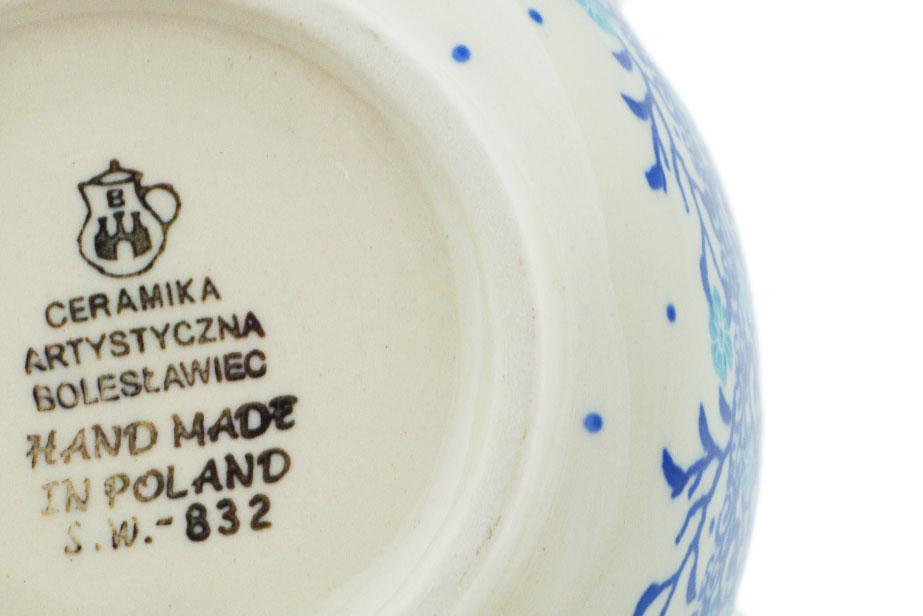 B
CERAMIKA
ARTYSTYCZNA
BOLESŁAWIEC
HAND MADE
IN POLAND
S.W.-832